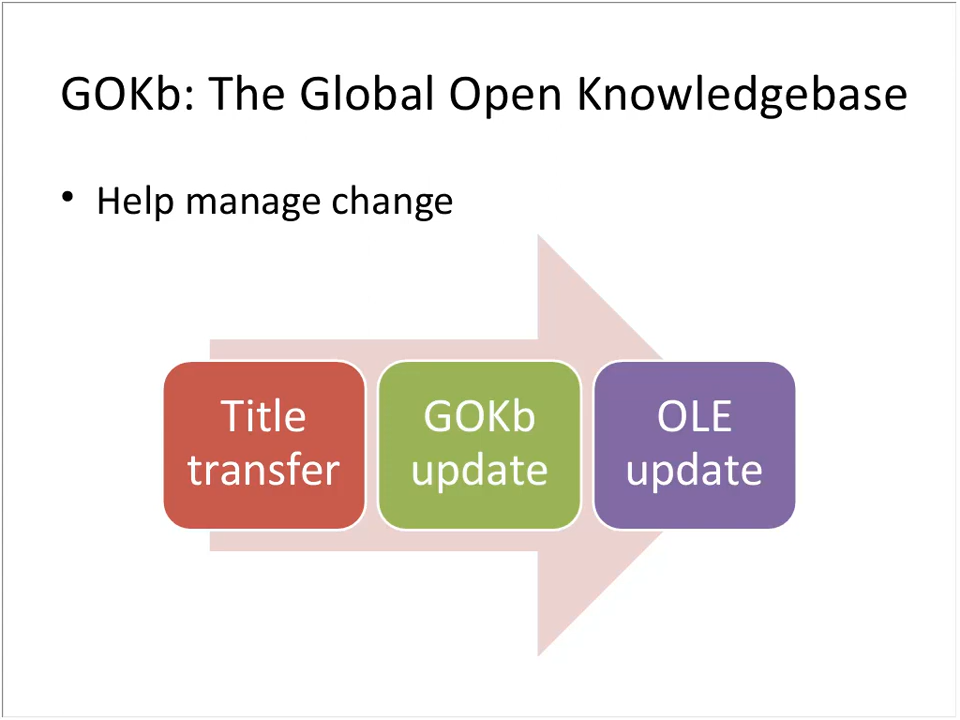 GOKb: The Global Open Knowledgebase
• Help manage change
Title
transfer
GOKb
update
OLE
update